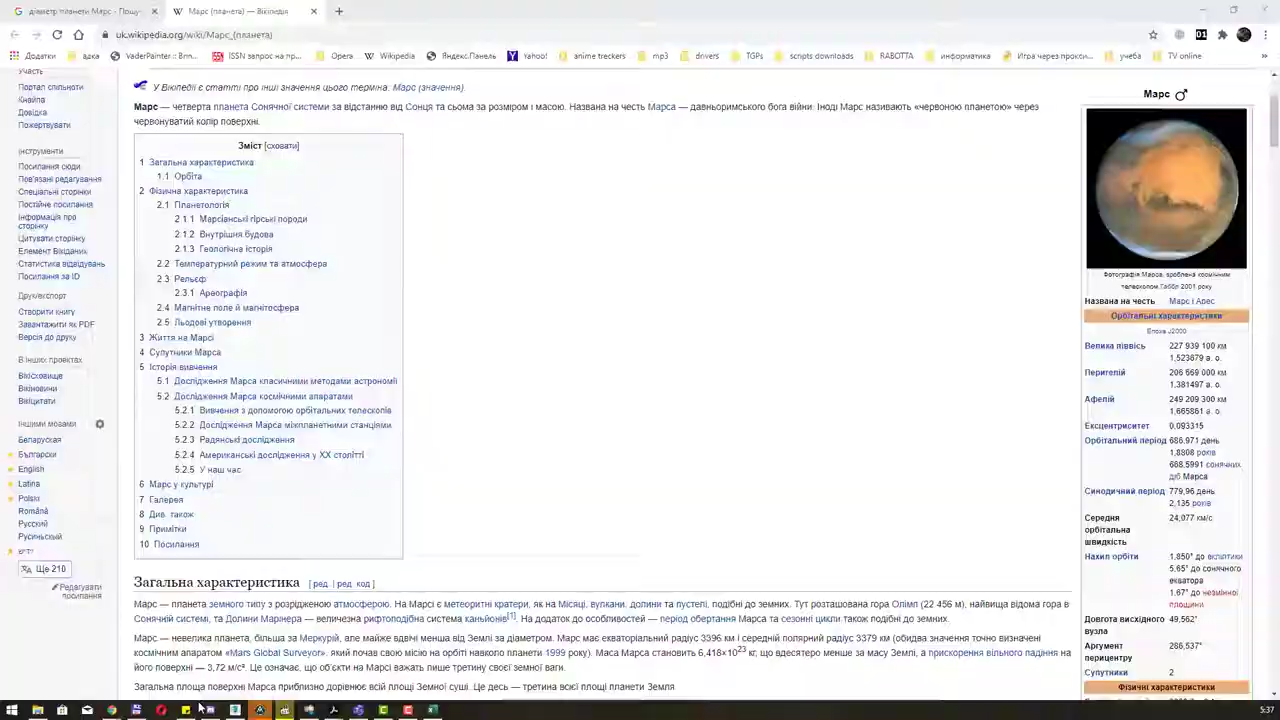 діаметр планети Марс - Пошу
Марс (планета) — Вікіпедія
uk.wikipedia.org/wiki/Марс_(планета)
Додатки
адка
VaderPainter :: Вп...
ISSN запрос на пр...
Opera
Wikipedia
Яндекс.Панель
Yahoo!
anime treckers
mp3
drivers
TGPs
scripts downloads
RABOTTA
информатика
Игра через прокси...
учеба
TV online
Участь
Портал спільноти
Кнайпа
Довідка
Пожертвувати
Інструменти
Посилання сюди
Пов'язані редагування
Спеціальні сторінки
Постійне посилання
Інформація про
сторінку
Цитувати сторінку
Елемент Вікіданих
Статистика відвідувань
Посилання за ID
Друк/експорт
Створити книгу
Завантажити як PDF
Версія до друку
В інших проектах
Вікісховище
Вікіновини
Вікіцитати
Іншими мовами
Беларуская
Български
English
Latina
Polski
Română
Русский
Русиньскый
Ще 210
Редагувати
посилання
У Вікіпедії є статті про інші значення цього терміна: Марс (значення).
Марс — четверта планета Сонячної системи за відстанню від Сонця та сьома за розміром і масою. Названа на честь Марса — давньоримського бога війни. Іноді Марс називають «червоною планетою» через
червонуватий колір поверхні.
Зміст [сховати]
1 Загальна характеристика
1.1 Орбіта
2 Фізична характеристика
2.1 Планетологія
2.1.1 Марсіанські гірські породи
2.1.2 Внутрішня будова
2.1.3 Геологічна історія
2.2 Температурний режим та атмосфера
2.3 Рельєф
2.3.1 Ареографія
2.4 Магнітне поле й магнітосфера
2.5 Льодові утворення
3 Життя на Марсі
4 Супутники Марса
5 Історія вивчення
5.1 Дослідження Марса класичними методами астрономії
5.2 Дослідження Марса космічними апаратами
5.2.1 Вивчення з допомогою орбітальних телескопів
5.2.2 Дослідження Марса міжпланетними станціями
5.2.3 Радянські дослідження
5.2.4 Американські дослідження у XX столітті
5.2.5 У наш час
6 Марс у культурі
7 Галерея
8 Див. також
9 Примітки
10 Посилання
Загальна характеристика [ ред. | ред. код ]
Марс — планета земного типу з розрідженою атмосферою. На Марсі є метеоритні кратери, як на Місяці, вулкани, долини та пустелі, подібні до земних. Тут розташована гора Олімп (22 456 м), найвища відома гора в
Сонячній системі, та Долини Марінера — величезна рифтоподібна система каньйонів[1]. На додаток до особливостей — період обертання Марса та сезонні цикли також подібні до земних.
Марс — невелика планета, більша за Меркурій, але майже вдвічі менша від Землі за діаметром. Марс має екваторіальний радіус 3396 км і середній полярний радіус 3379 км (обидва значення точно визначені
космічним апаратом «Mars Global Surveyor», який почав свою місію на орбіті навколо планети 1999 року). Маса Марса становить 6,418×10²³ кг, що вдесятеро менше за масу Землі, а прискорення вільного падіння на
його поверхні — 3,72 м/с². Це означає, що об'єкти на Марсі важать лише третину своєї земної ваги.
Загальна площа поверхні Марса приблизно дорівнює всій площі Земної суші. Це десь — третина всієї площі планети Земля
Марс ♂
Фотографія Марса, зроблена космічним
телескопом Габбл 2001 року
Названа на честь Марс і Арес
Орбітальні характеристики
Епоха J2000
Велика піввісь 227 939 100 км
1,523679 а. о.
Перигелій 206 669 000 км
1,381497 а. о.
Афелій 249 209 300 км
1,665861 а. о.
Ексцентриситет 0,093315
Орбітальний період 686,971 день
1,8808 років
668,5991 сонячних
діб Марса
Синодичний період 779,96 день
2,135 років
Середня 24,077 км/с
орбітальна
швидкість
Нахил орбіти 1,850° до екліптики
5.65° до сонячного
екватора
1.67° до незмінної
площини
Довгота висхідного 49,562°
вузла
Аргумент 286,537°
перицентру
Супутники 2
Фізичні характеристики
5:37